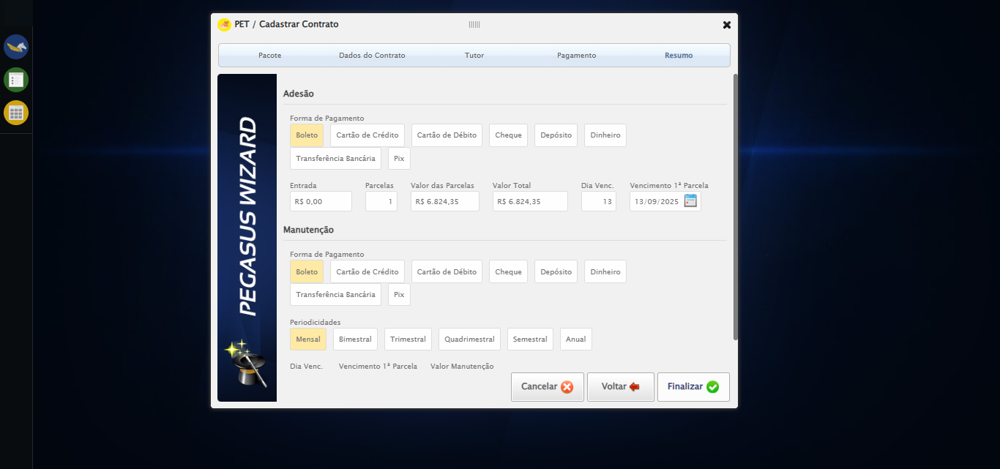 PET / Cadastrar Contrato
Pacote Dados do Contrato Tutor Pagamento Resumo
PEGASUS WIZARD
Adesão
Forma de Pagamento
Boleto Cartão de Crédito Cartão de Débito Cheque Depósito Dinheiro
Transferência Bancária Pix
Entrada Parcelas Valor das Parcelas Valor Total Dia Venc. Vencimento 1ª Parcela
R$ 0,00 1 R$ 6.824,35 R$ 6.824,35 13 13/09/2025
Manutenção
Forma de Pagamento
Boleto Cartão de Crédito Cartão de Débito Cheque Depósito Dinheiro
Transferência Bancária Pix
Periodicidades
Mensal Bimestral Trimestral Quadrimestral Semestral Anual
Dia Venc. Vencimento 1ª Parcela Valor Manutenção
Cancelar Voltar Finalizar